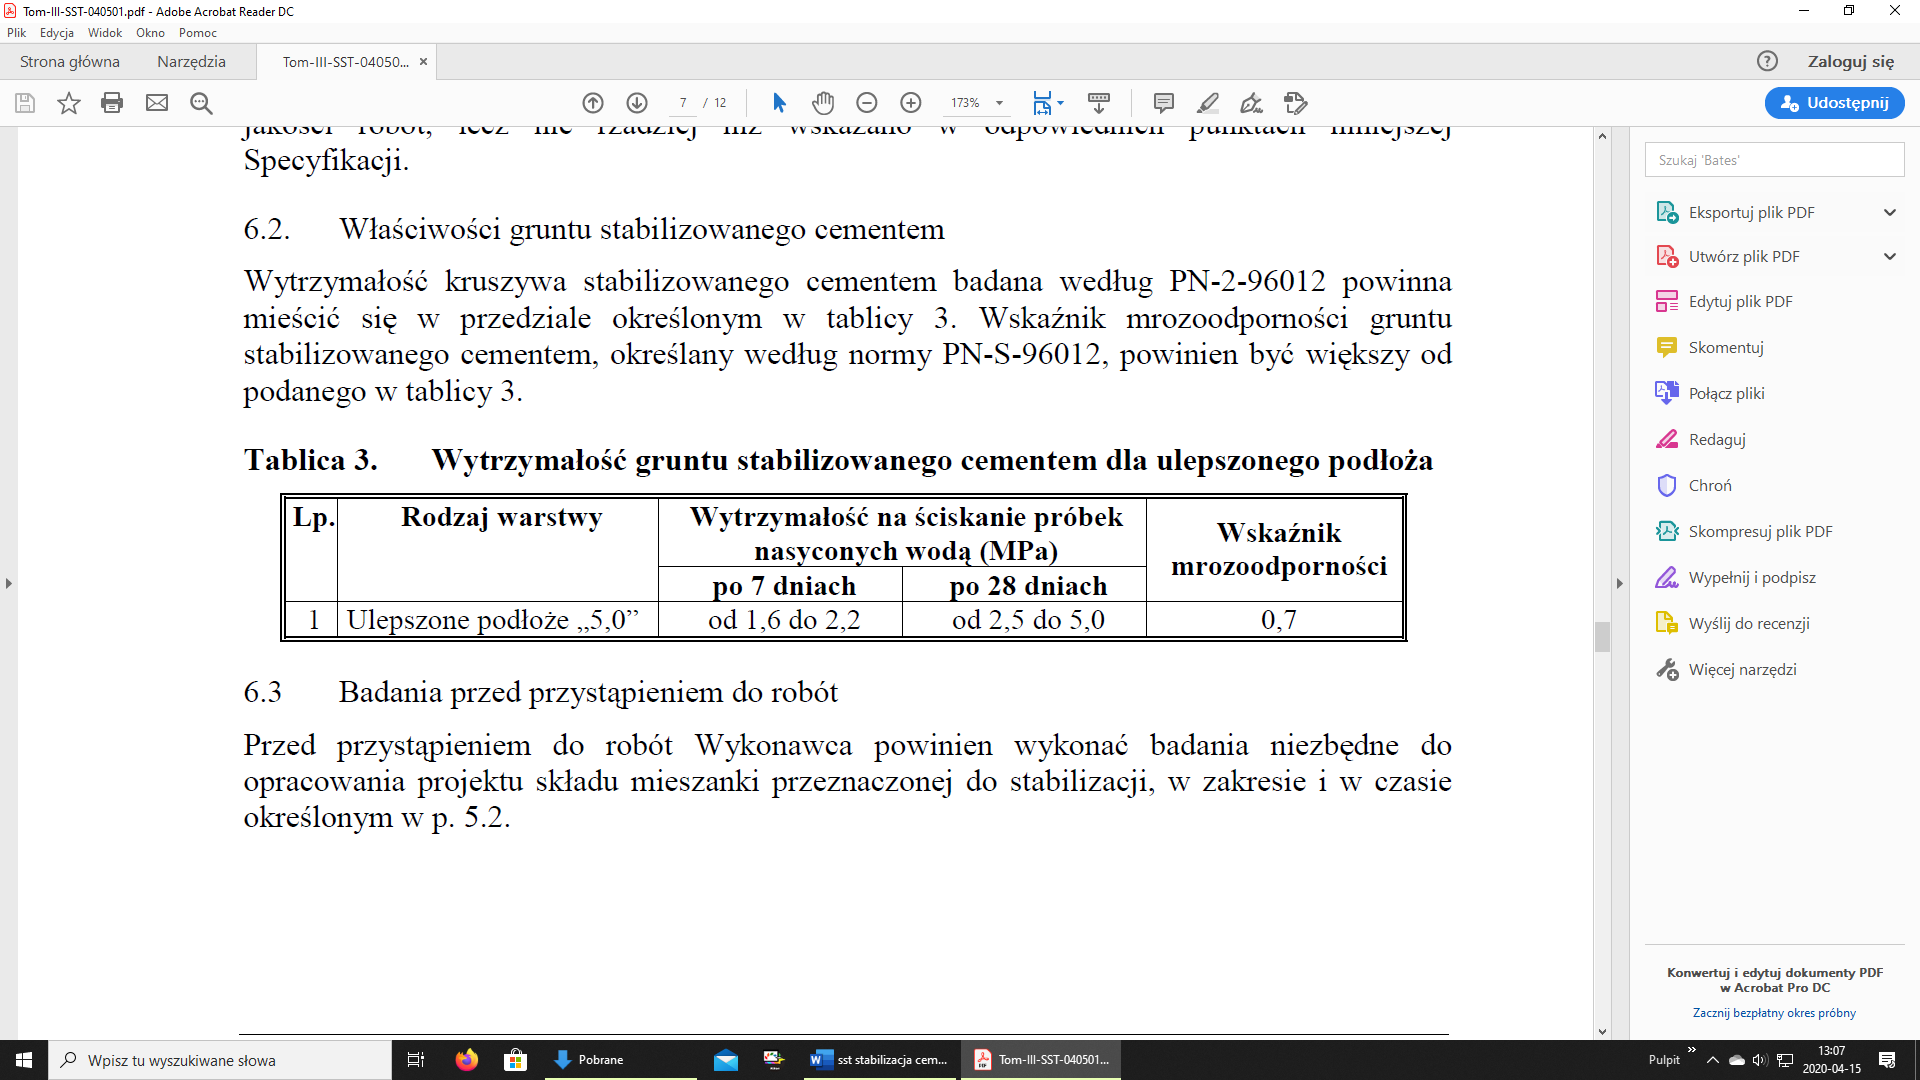 Tom-III-SST-040501.pdf - Adobe Acrobat Reader DC
Plik Edycja Widok Okno Pomoc
Strona główna Narzędzia Tom-III-SST-04050... × Zaloguj się
7 / 12 173% Udostępnij
jakości robót, lecz nie rzadziej niż wskazano w odpowiednich punktach niniejszej
Specyfikacji.
6.2. Właściwości gruntu stabilizowanego cementem
Wytrzymałość kruszywa stabilizowanego cementem badana według PN-2-96012 powinna
mieścić się w przedziale określonym w tablicy 3. Wskaźnik mrozoodporności gruntu
stabilizowanego cementem, określany według normy PN-S-96012, powinien być większy od
podanego w tablicy 3.
Tablica 3. Wytrzymałość gruntu stabilizowanego cementem dla ulepszonego podłoża
Lp. Rodzaj warstwy Wytrzymałość na ściskanie próbek
nasyconych wodą (MPa)
Wskaźnik
mrozoodporności
po 7 dniach po 28 dniach
1 Ulepszone podłoże „5,0” od 1,6 do 2,2 od 2,5 do 5,0 0,7
6.3 Badania przed przystąpieniem do robót
Przed przystąpieniem do robót Wykonawca powinien wykonać badania niezbędne do
opracowania projektu składu mieszanki przeznaczonej do stabilizacji, w zakresie i w czasie
określonym w p. 5.2.
Szukaj 'Bates'
Eksportuj plik PDF
Utwórz plik PDF
Edytuj plik PDF
Skomentuj
Połącz pliki
Redaguj
Chroń
Skompresuj plik PDF
Wypełnij i podpisz
Wyślij do recenzji
Więcej narzędzi
Konwertuj i edytuj dokumenty PDF
w Acrobat Pro DC
Zacznij bezpłatny okres próbny
Wpisz tu wyszukiwane słowa
Pobrane
sst stabilizacja cem...
Tom-III-SST-040501...
Pulpit
13:07
2020-04-15